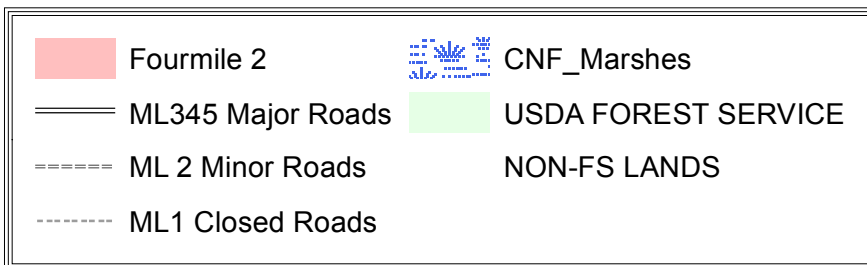 Fourmile 2
ML345 Major Roads
ML 2 Minor Roads
ML1 Closed Roads
CNF_Marshes
USDA FOREST SERVICE
NON-FS LANDS